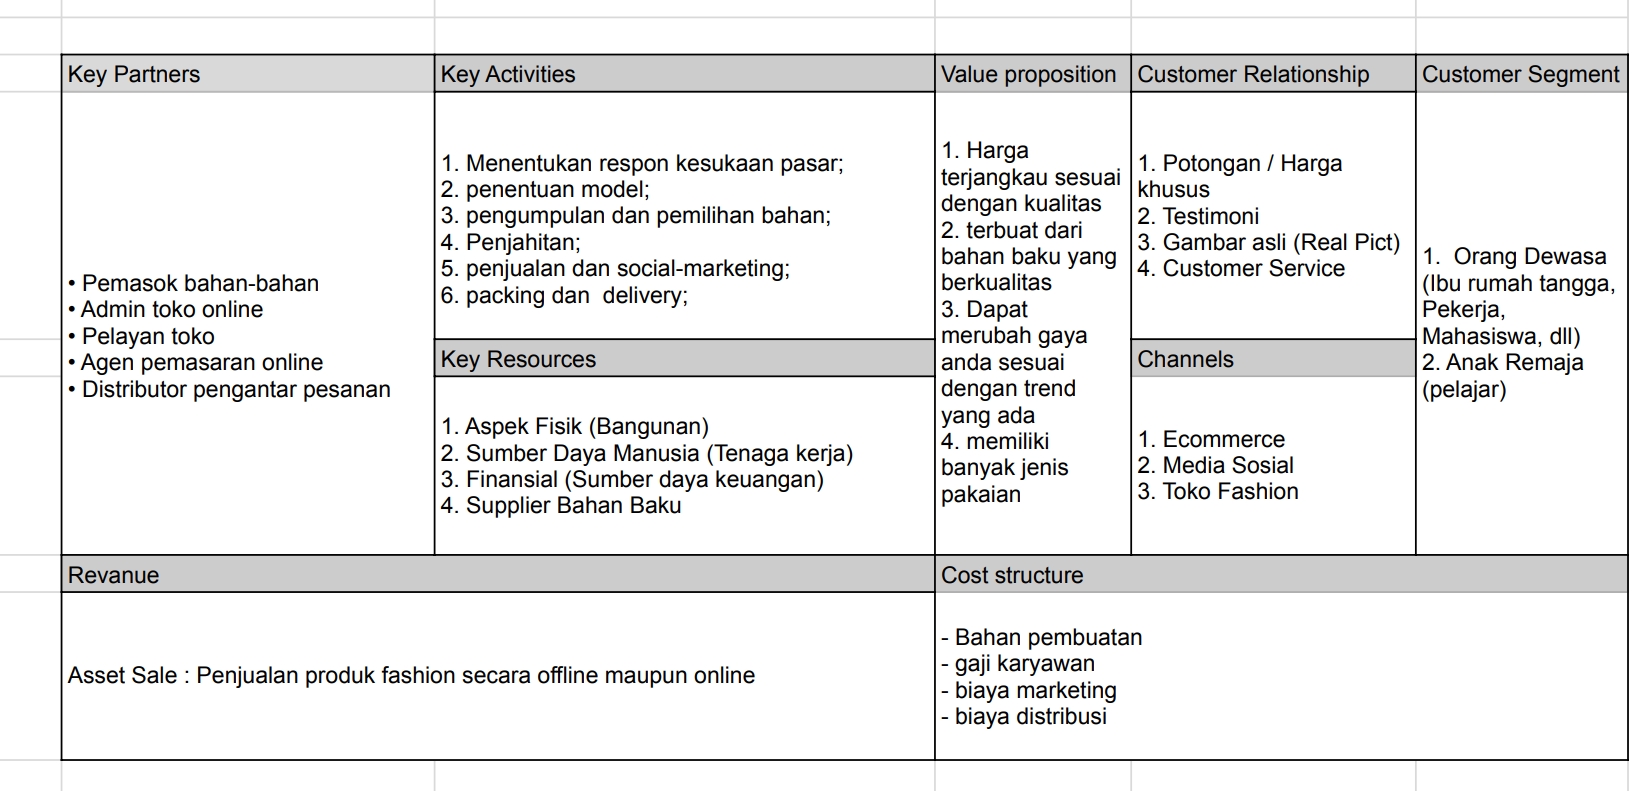 Key Partners
Key Activities
Value proposition
Customer Relationship
Customer Segment
• Pemasok bahan-bahan
• Admin toko online
• Pelayan toko
• Agen pemasaran online
• Distributor pengantar pesanan
1. Menentukan respon kesukaan pasar;
2. penentuan model;
3. pengumpulan dan pemilihan bahan;
4. Penjahitan;
5. penjualan dan social-marketing;
6. packing dan  delivery;
Key Resources
1. Aspek Fisik (Bangunan)
2. Sumber Daya Manusia (Tenaga kerja)
3. Finansial (Sumber daya keuangan)
4. Supplier Bahan Baku
1. Harga
terjangkau sesuai
dengan kualitas
2. terbuat dari
bahan baku yang
berkualitas
3. Dapat
merubah gaya
anda sesuai
dengan trend
yang ada
4. memiliki
banyak jenis
pakaian
1. Potongan / Harga
khusus
2. Testimoni
3. Gambar asli (Real Pict)
4. Customer Service
Channels
1. Ecommerce
2. Media Sosial
3. Toko Fashion
1.  Orang Dewasa
(Ibu rumah tangga,
Pekerja,
Mahasiswa, dll)
2. Anak Remaja
(pelajar)
Revanue
Asset Sale : Penjualan produk fashion secara offline maupun online
Cost structure
- Bahan pembuatan
- gaji karyawan
- biaya marketing
- biaya distribusi